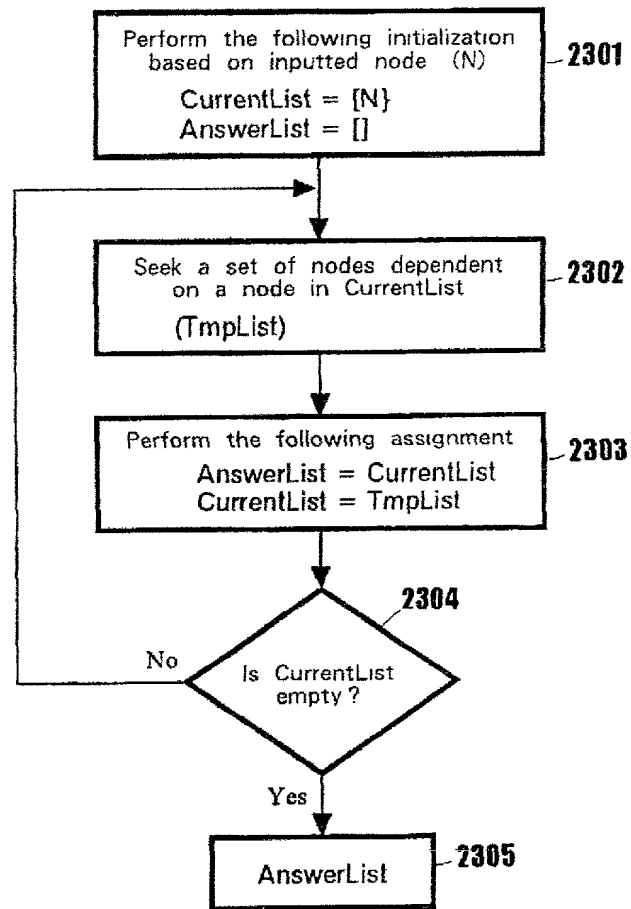 Perform the following initialization
based on inputted node (N)
2301
CurrentList = {N}
AnswerList = []
Seek a set of nodes dependent
on a node in CurrentList
2302
(TmpList)
Perform the following assignment
2303
AnswerList = CurrentList
CurrentList = TmpList
2304
No
Is CurrentList
empty?
Yes
2305
AnswerList